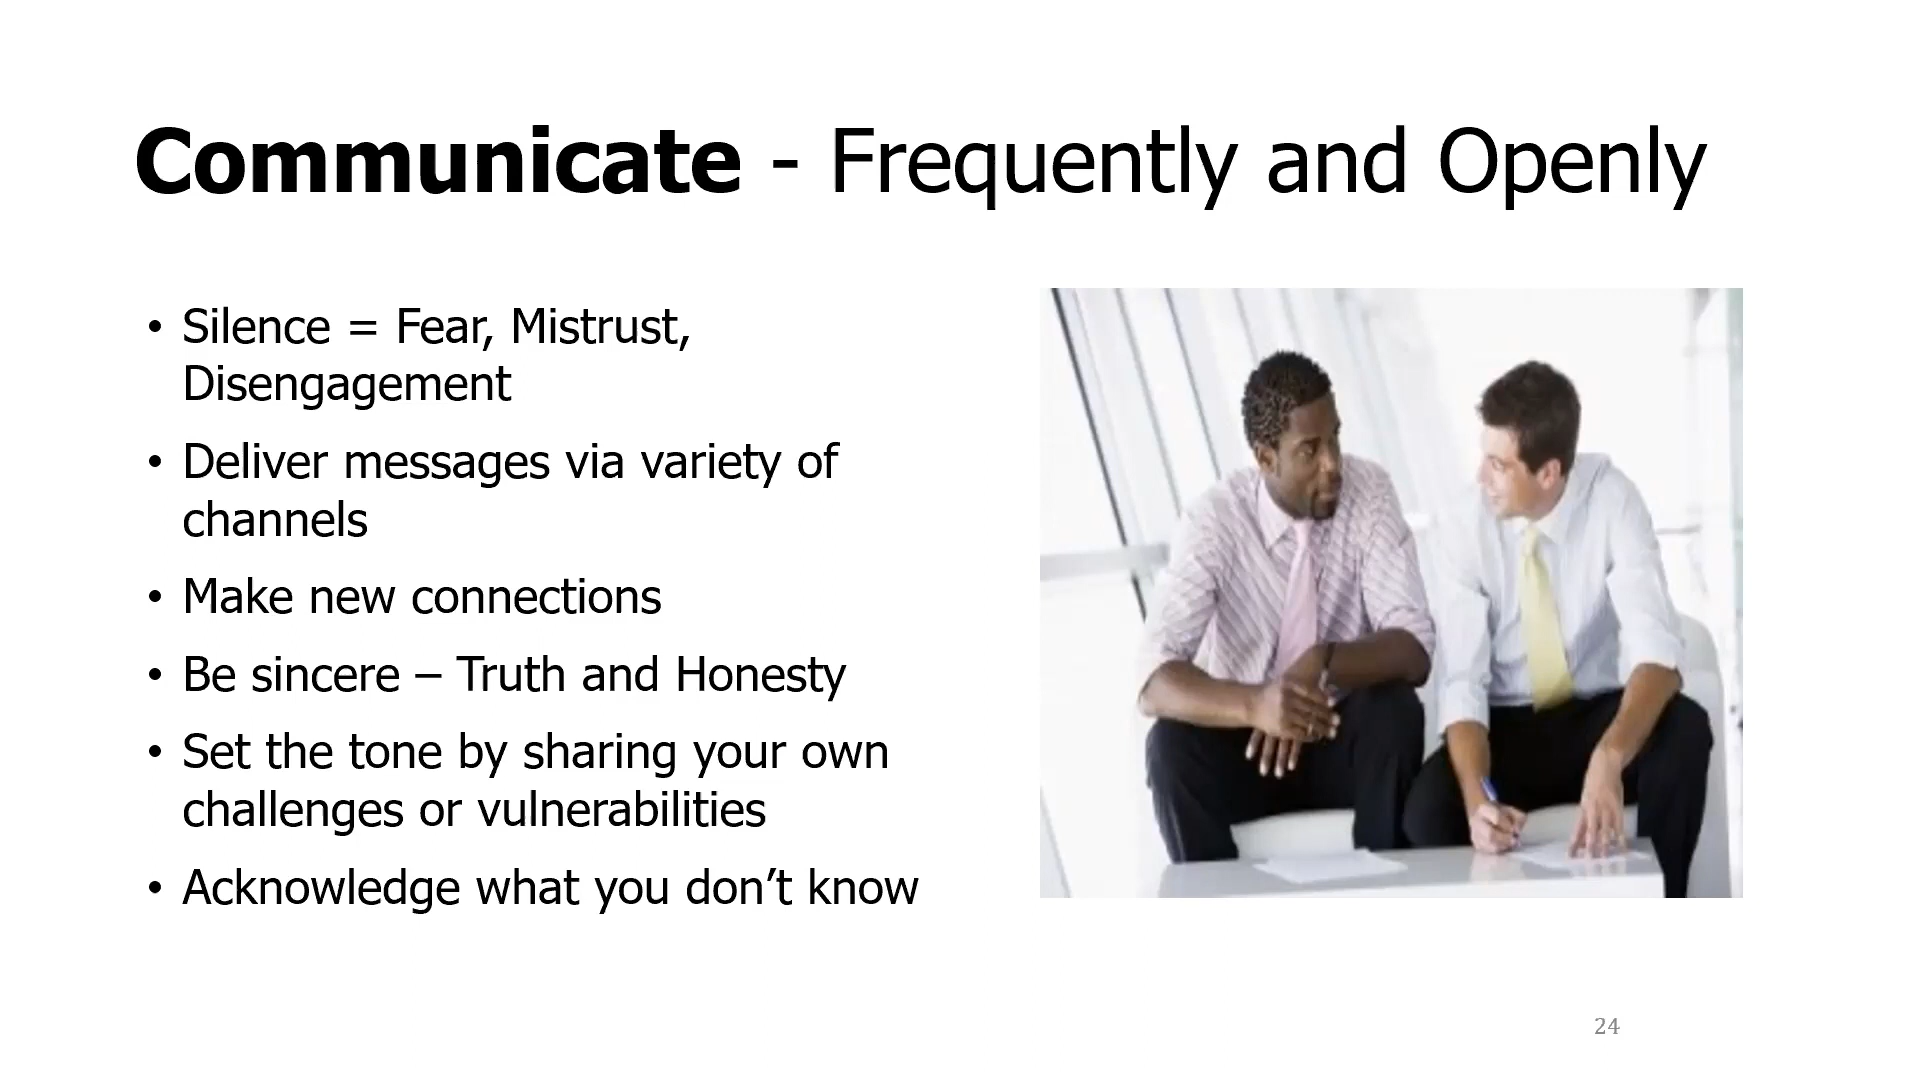 Communicate - Frequently and Openly
• Silence = Fear, Mistrust,
Disengagement
• Deliver messages via variety of
channels
• Make new connections
• Be sincere – Truth and Honesty
• Set the tone by sharing your own
challenges or vulnerabilities
• Acknowledge what you don’t know
24